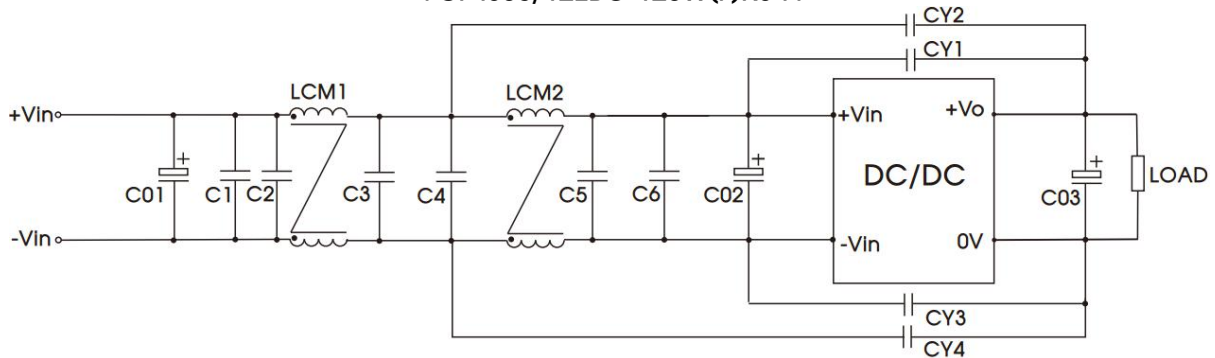 CY2
CY1
LCM1
LCM2
+Vin
+Vin
+Vo
+
+
+
DC/DC
LOAD
C01
C1
C2
C3
C4
C5
C6
C02
C03
-Vin
-Vin
0V
CY3
CY4